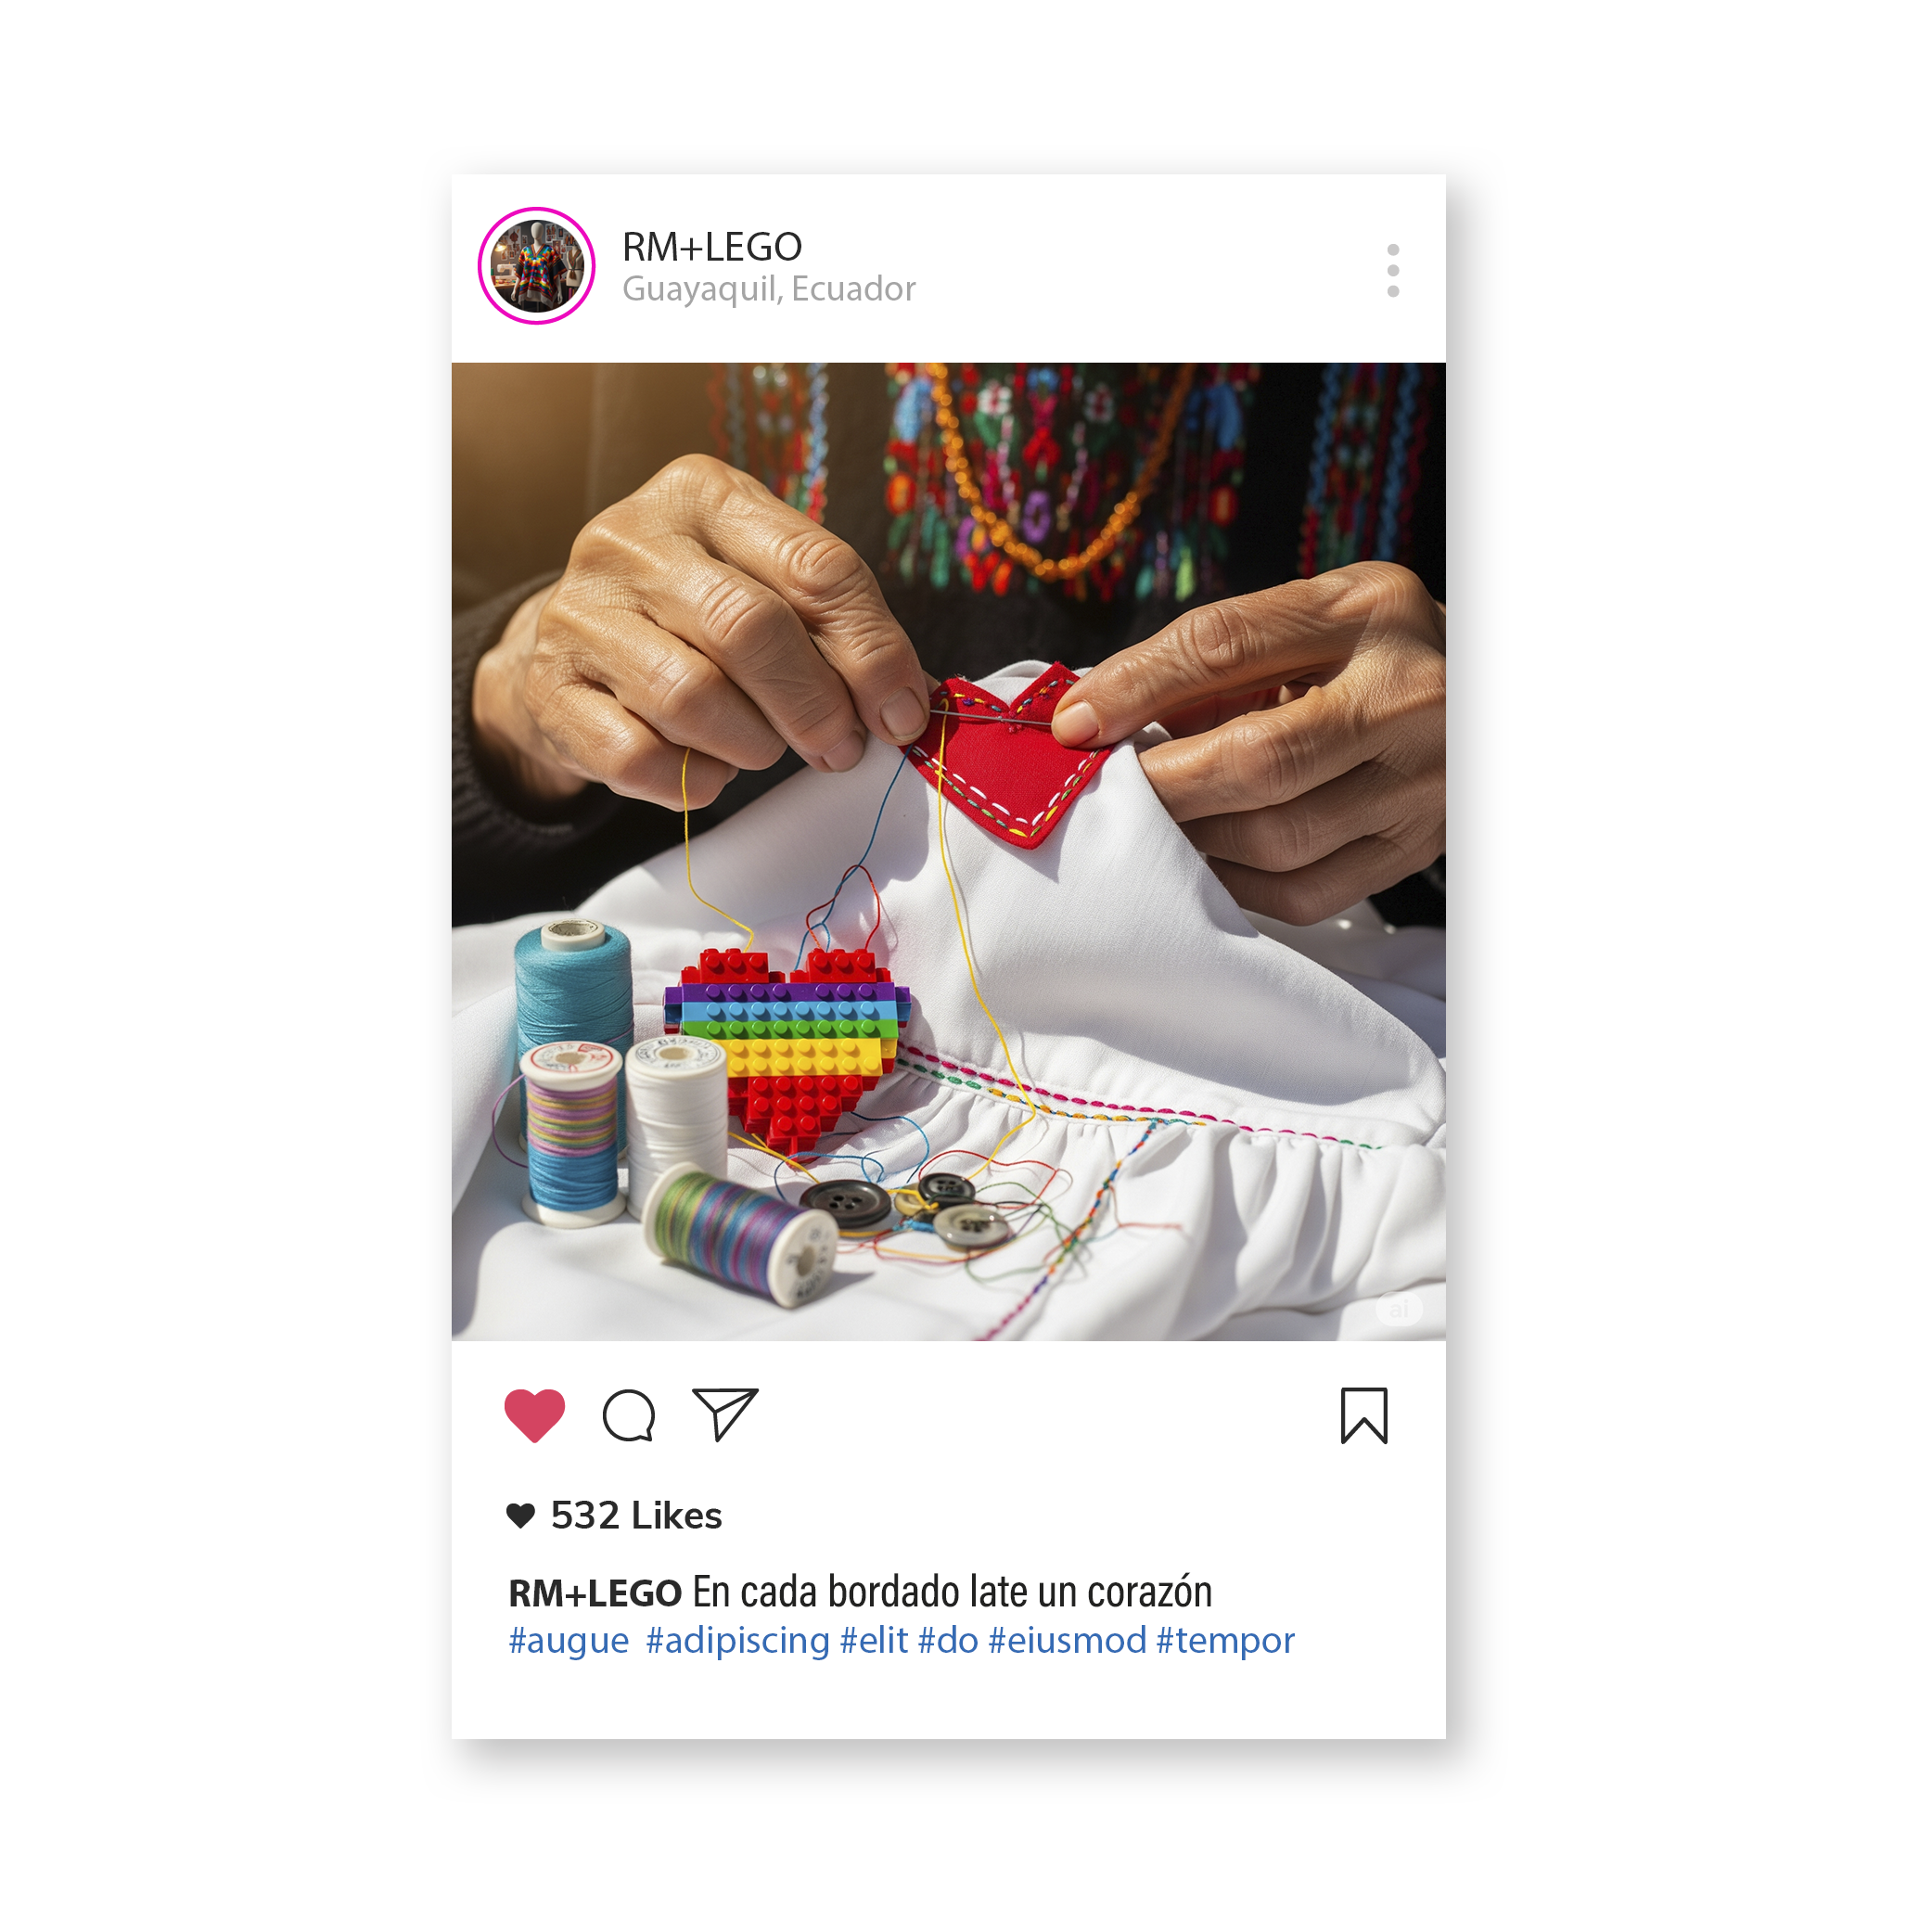 RM+LEGO
Guayaquil, Ecuador
ai
532 Likes
RM+LEGO En cada bordado late un corazón
#augue #adipiscing #elit #do #eiusmod #tempor